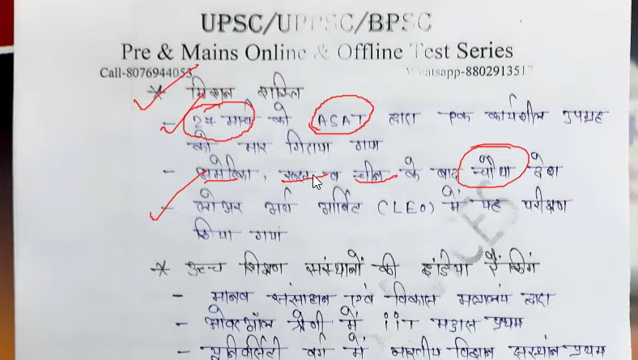 UPSC/UPPSC/BPSC
Pre & Mains Online & Offline Test Series
Call-8076944053 Whatsapp-8802913517
* मिशन शक्ति
- 27 मार्च को ASAT द्वारा एक कार्यशील उपग्रह
को मार गिराया गया
- अमेरिका, रूस व चीन के बाद चौथा देश
- लोअर अर्थ ऑर्बिट (LEO) में यह परीक्षण
किया गया
* उच्च शिक्षण संस्थानों की इंडिया रैंकिंग
- मानव संसाधन एवं विकास मंत्रालय द्वारा
- ओवरऑल श्रेणी में iit मद्रास प्रथम
- यूनिवर्सिटी वर्ग में भारतीय विज्ञान संस्थान प्रथम